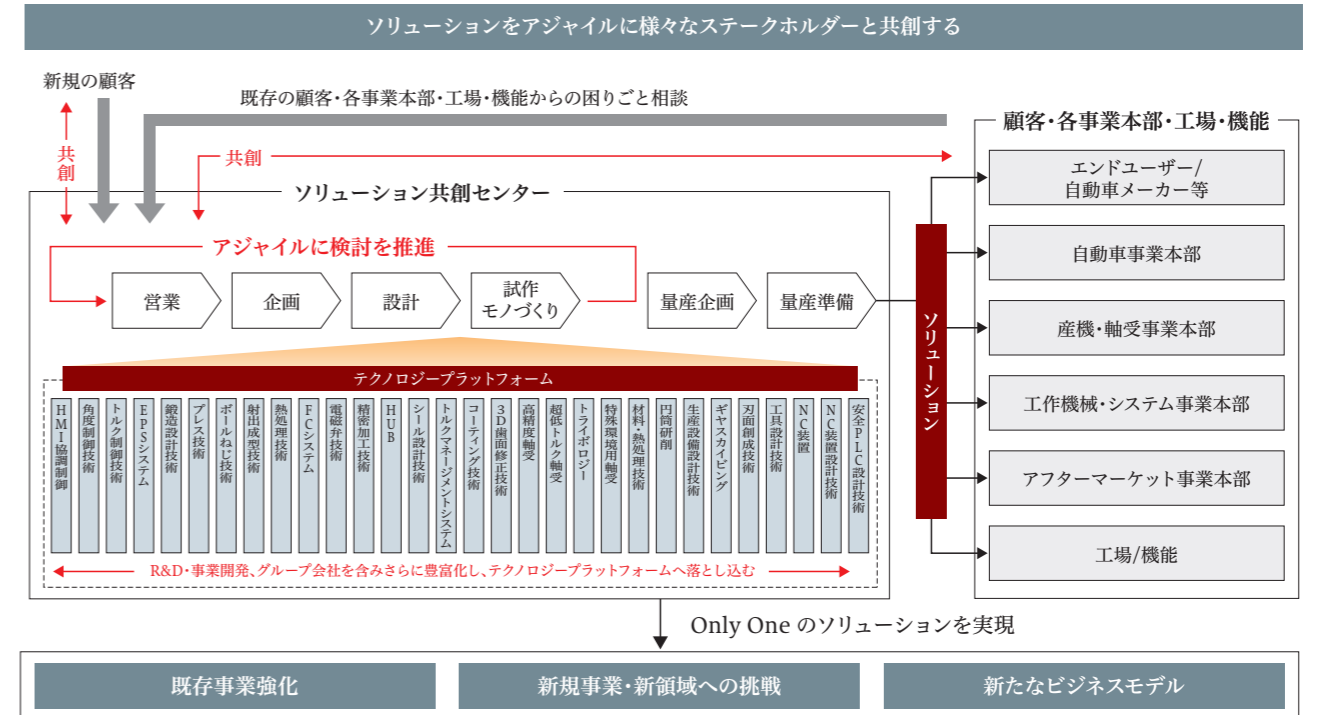 ソリューションをアジャイルに様々なステークホルダーと共創する
新規の顧客
既存の顧客・各事業本部・工場・機能からの困りごと相談
共創
共創
顧客・各事業本部・工場・機能
ソリューション共創センター
アジャイルに検討を推進
営業
企画
設計
試作
モノづくり
量産企画
量産準備
テクノロジープラットフォーム
HMI協調制御
角度制御技術
トルク制御技術
EPSシステム
鍛造設計技術
プレス技術
ボールねじ技術
射出成型技術
熱処理技術
FCシステム
電磁弁技術
精密加工技術
HUB
シール設計技術
トルクマネージメントシステム
コーティング技術
3D歯面修正技術
高精度軸受
超低トルク軸受
トライボロジー
特殊環境用軸受
材料・熱処理技術
円筒研削
生産設備設計技術
ギヤスカイビング
刃面創成技術
工具設計技術
NC装置
NC装置設計技術
安全PLC設計技術
R&D・事業開発、グループ会社を含みさらに豊富化し、テクノロジープラットフォームへ落とし込む
ソリューション
エンドユーザー/
自動車メーカー等
自動車事業本部
産機・軸受事業本部
工作機械・システム事業本部
アフターマーケット事業本部
工場/機能
Only One のソリューションを実現
既存事業強化
新規事業・新領域への挑戦
新たなビジネスモデル